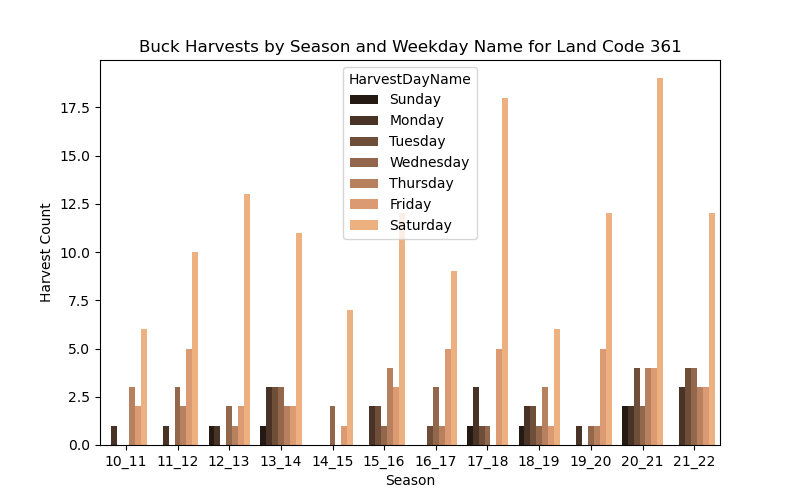 Buck Harvests by Season and Weekday Name for Land Code 361
HarvestDayName
Sunday
Monday
Tuesday
Wednesday
Thursday
Friday
Saturday
17.5
15.0
12.5
10.0
7.5
5.0
2.5
0.0
Harvest Count
10_11 11_12 12_13 13_14 14_15 15_16 16_17 17_18 18_19 19_20 20_21 21_22
Season